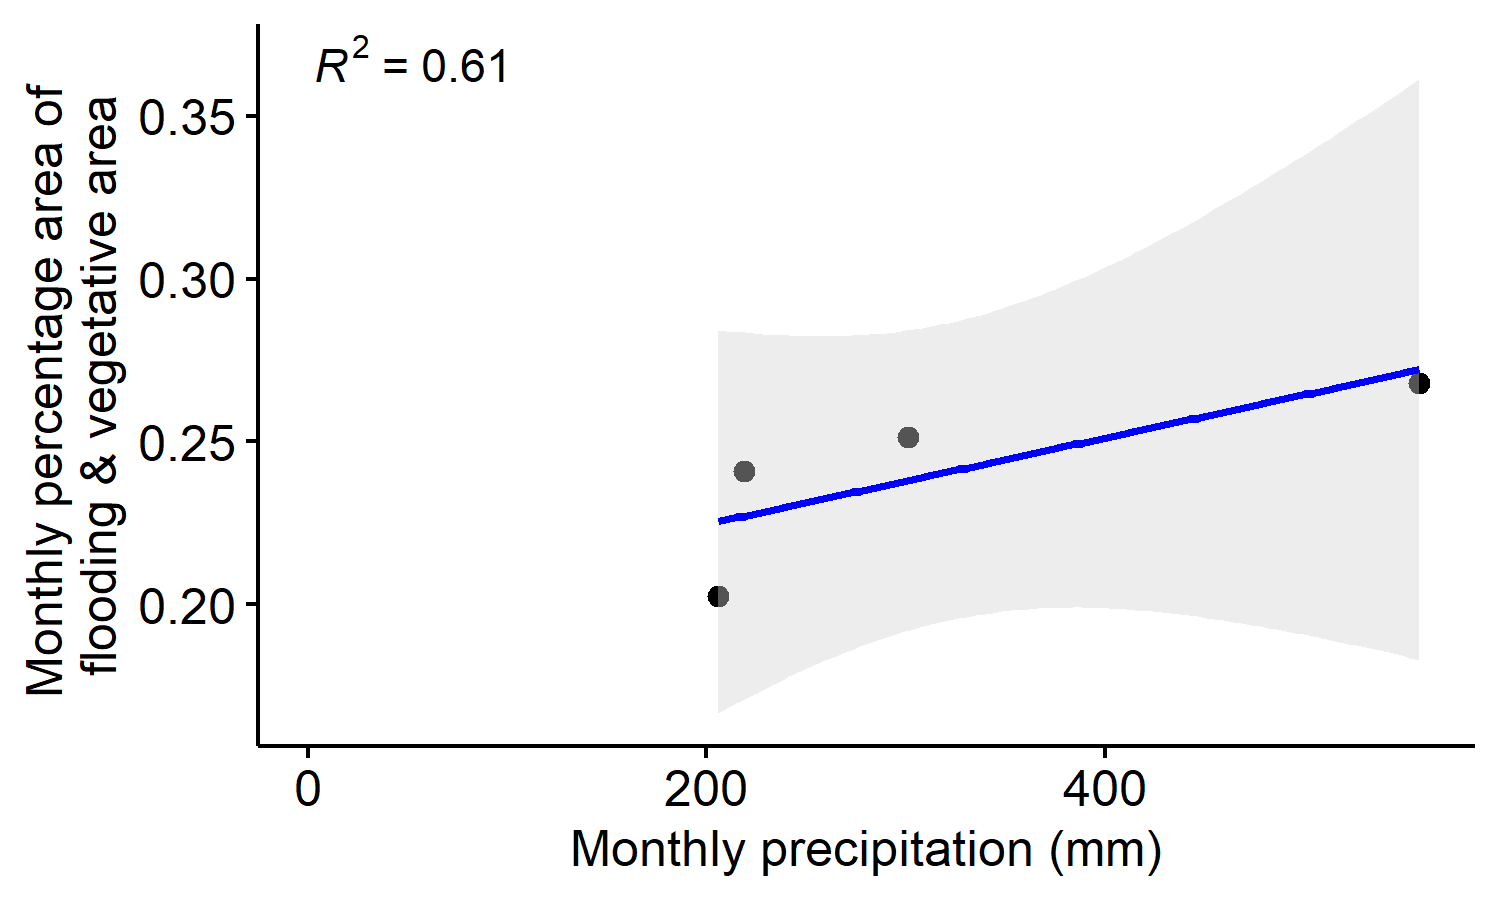 R² = 0.61
Monthly percentage area of
flooding & vegetative area
0.35
0.30
0.25
0.20
0
200
400
Monthly precipitation (mm)